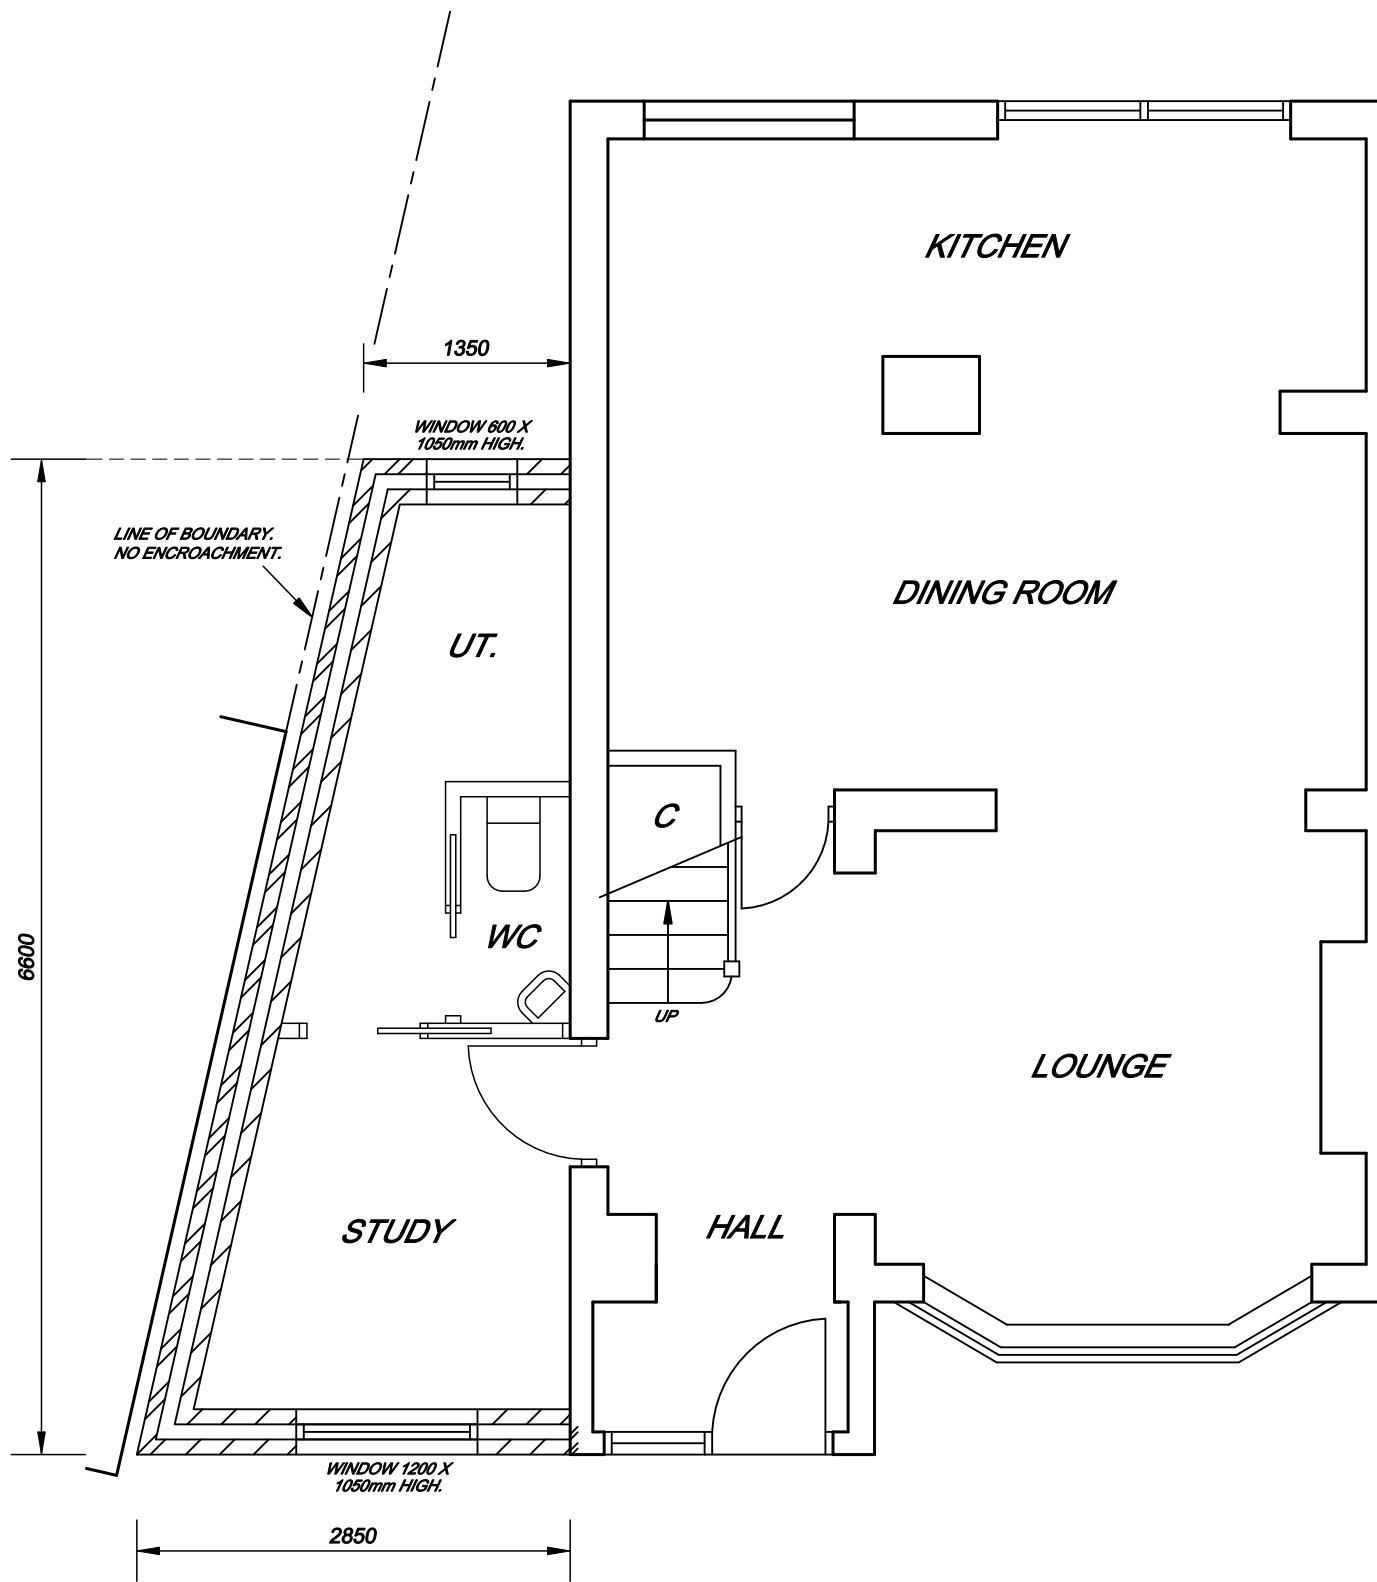 KITCHEN
1350
WINDOW 600 X
1050mm HIGH.
LINE OF BOUNDARY.
NO ENCROACHMENT.
DINING ROOM
UT.
C
WC
6600
UP
LOUNGE
STUDY
HALL
WINDOW 1200 X
1050mm HIGH.
2850